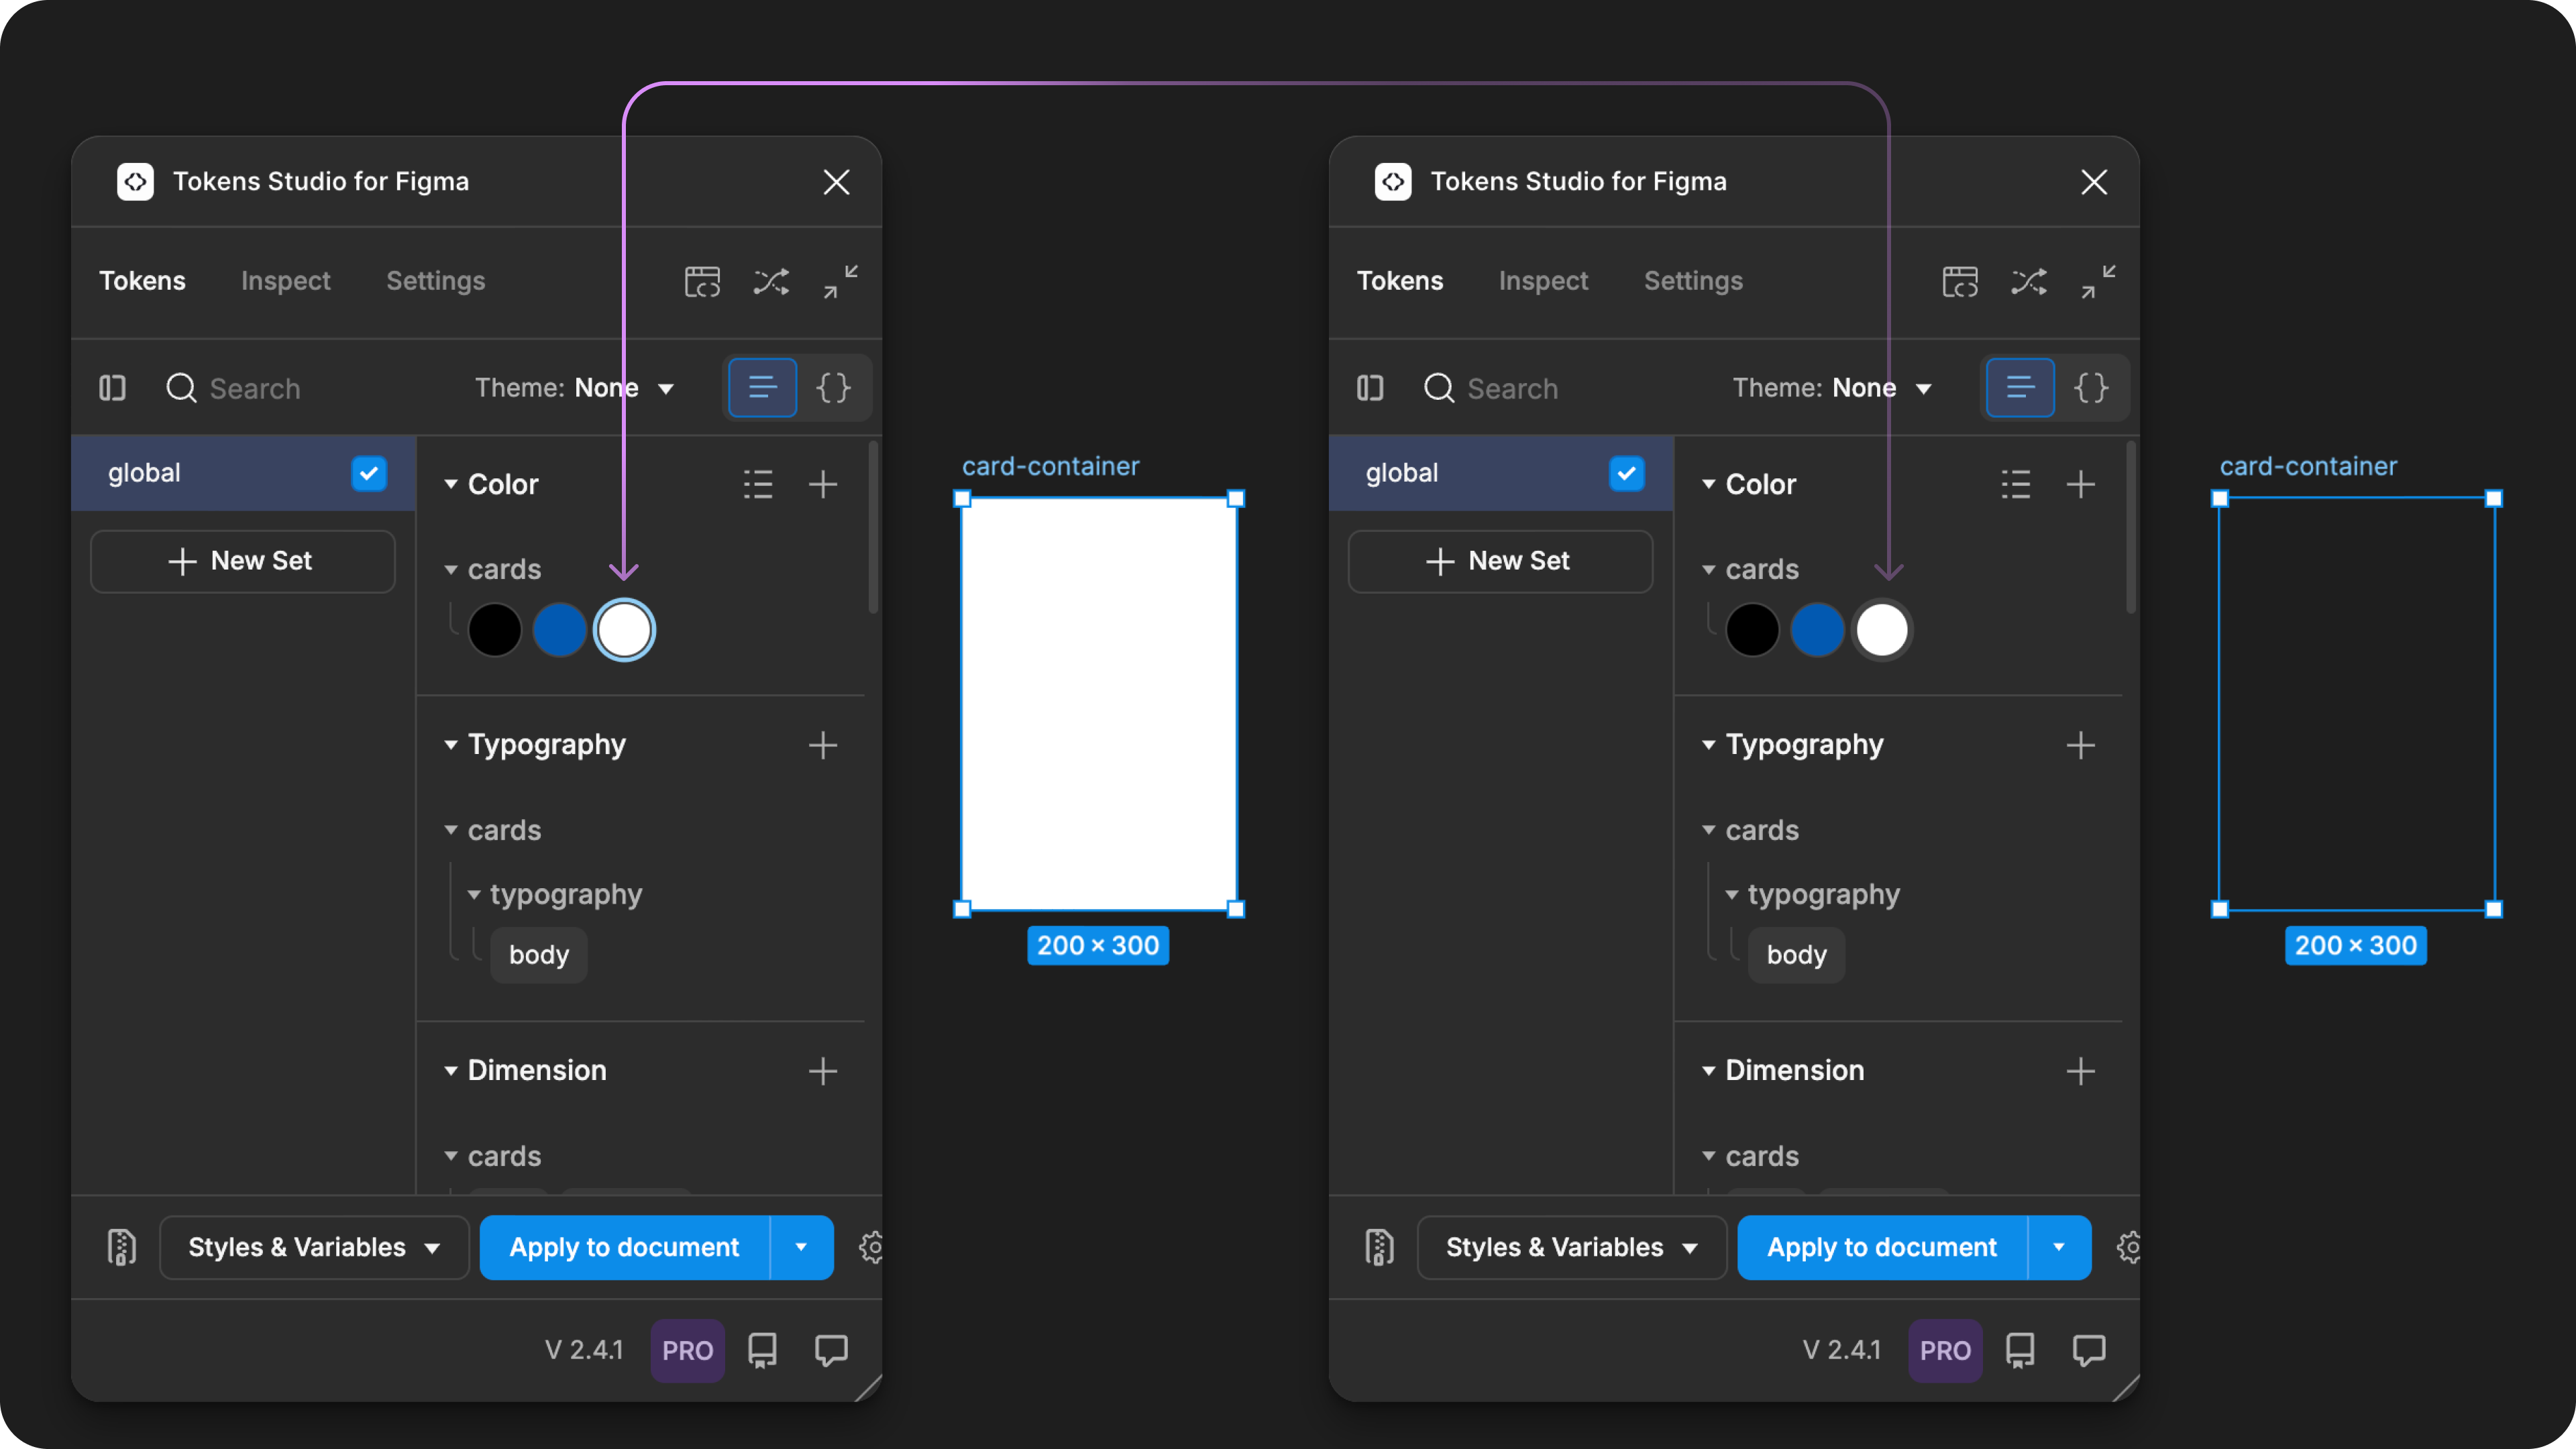 Tokens Studio for Figma
Tokens Inspect Settings
Search Theme: None
global
New Set
Color
cards
Typography
cards
typography
body
Dimension
cards
Styles & Variables Apply to document
V 2.4.1 PRO
card-container
200 × 300
Tokens Studio for Figma
Tokens Inspect Settings
Search Theme: None
global
New Set
Color
cards
Typography
cards
typography
body
Dimension
cards
Styles & Variables Apply to document
V 2.4.1 PRO
card-container
200 × 300